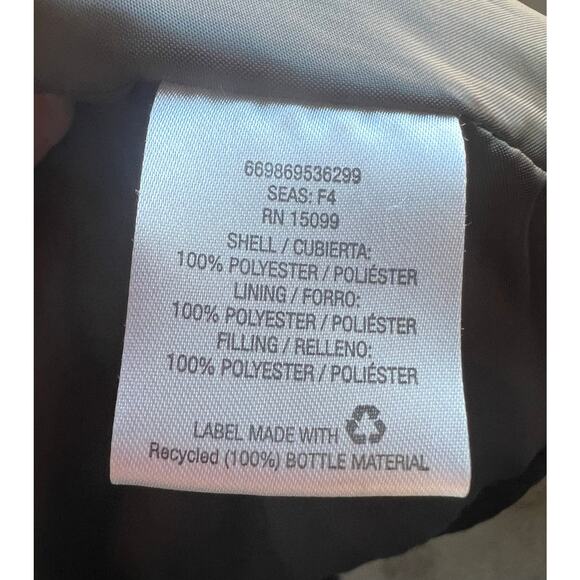 669869536299
SEAS: F4
RN 15099
SHELL / CUBIERTA:
100% POLYESTER / POLIÉSTER
LINING / FORRO:
100% POLYESTER / POLIÉSTER
FILLING / RELLENO:
100% POLYESTER / POLIÉSTER
LABEL MADE WITH
Recycled (100%) BOTTLE MATERIAL